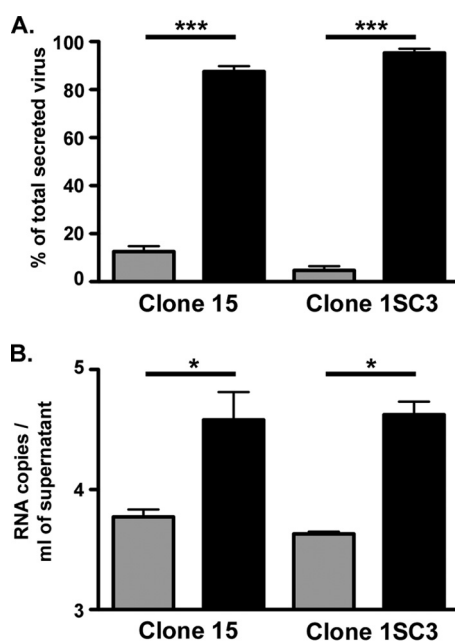 A.
*** ***
% of total secreted virus
100
80
60
40
20
0
Clone 15 Clone 1SC3
B.
* *
RNA copies /
ml of supernatant
5
4
3
Clone 15 Clone 1SC3